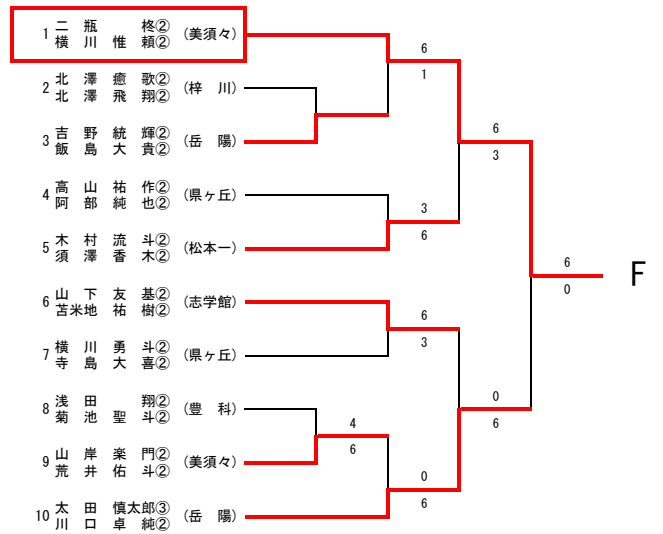 1 二瓶 柊② (美須々)
横川惟頼②
2 北澤癒歌② (梓 川)
北澤飛翔②
3 吉野統輝② (岳 陽)
飯島大貴②
4 高山祐作② (県ヶ丘)
阿部純也②
5 木村流斗② (松本一)
須澤香木②
6 山下友基② (志学館)
苫米地祐樹②
7 横川勇斗② (県ヶ丘)
寺島大喜②
8 浅田 翔② (豊 科)
菊池聖斗②
9 山岸楽門② (美須々)
荒井佑斗②
10 太田慎太郎③ (岳 陽)
川口卓純②
6
1
3
6
6
3
4
6
0
6
6
3
0
6
6
0
F